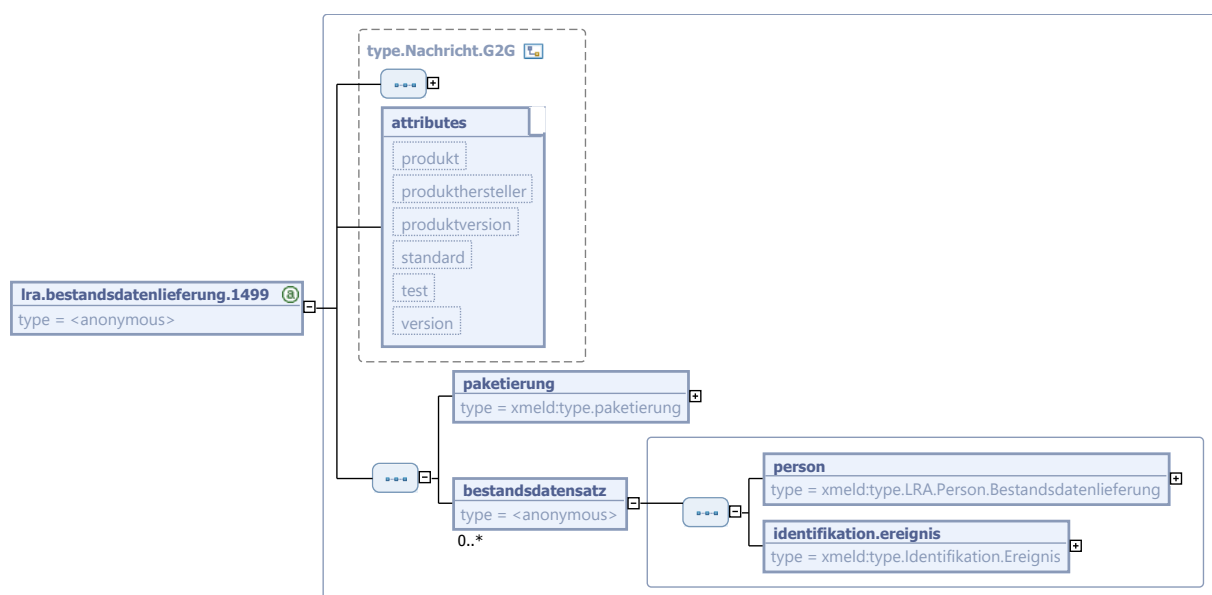 type.Nachricht.G2G
attributes
produkt
produkthersteller
produktversion
standard
test
version
lra.bestandsdatenlieferung.1499 a
type = <anonymous>
paketierung
type = xmeld:type.paketierung
bestandsdatensatz
type = <anonymous>
0..*
person
type = xmeld:type.LRA.Person.Bestandsdatenlieferung
identifikation.ereignis
type = xmeld:type.Identifikation.Ereignis